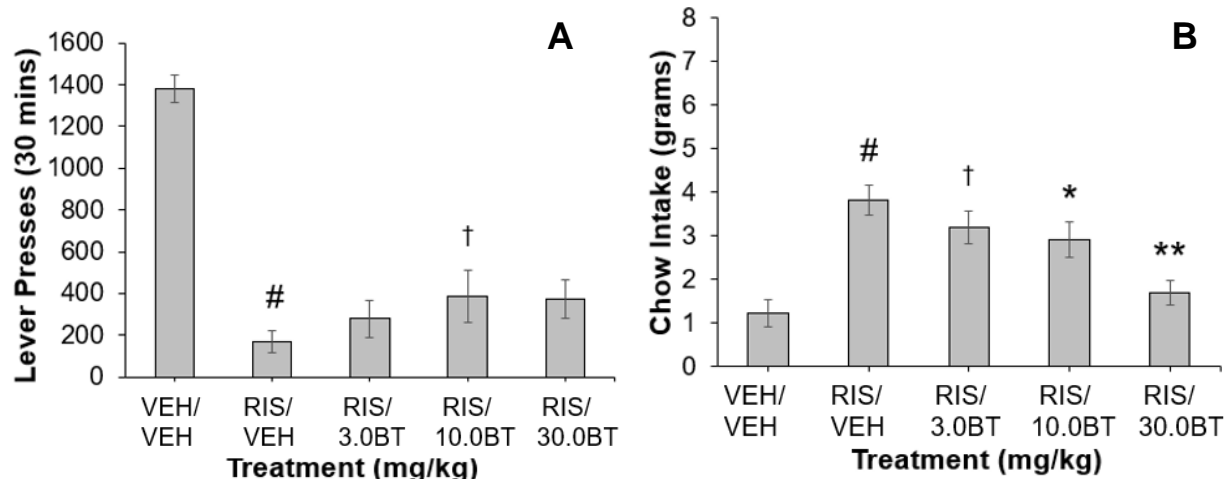 A
Lever Presses (30 mins)
1600
1400
1200
1000
800
600
400
200
0
#
†
VEH/ RIS/ RIS/ RIS/ RIS/
VEH VEH 3.0BT 10.0BT 30.0BT
Treatment (mg/kg)
B
Chow Intake (grams)
8
7
6
5
4
3
2
1
0
#
†
*
**
VEH/ RIS/ RIS/ RIS/ RIS/
VEH VEH 3.0BT 10.0BT 30.0BT
Treatment (mg/kg)